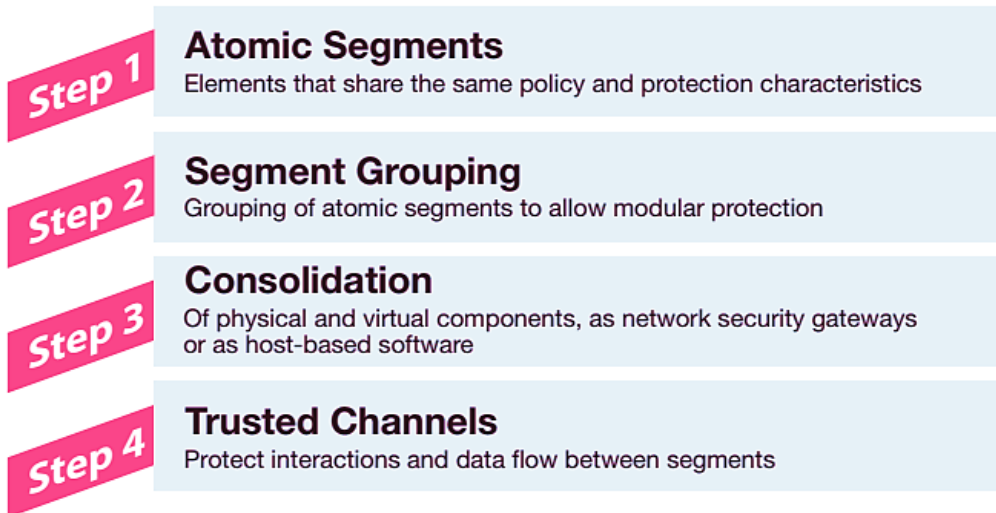 Step 1
Atomic Segments
Elements that share the same policy and protection characteristics
Step 2
Segment Grouping
Grouping of atomic segments to allow modular protection
Step 3
Consolidation
Of physical and virtual components, as network security gateways
or as host-based software
Step 4
Trusted Channels
Protect interactions and data flow between segments